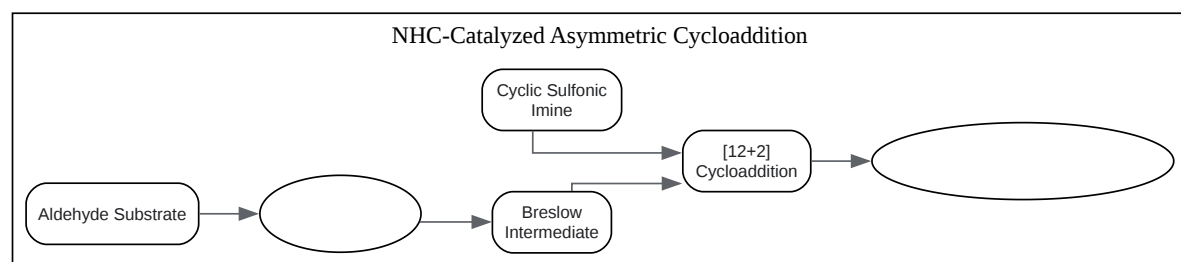 NHC-Catalyzed Asymmetric Cycloaddition
Cyclic Sulfonic
Imine
[12+2]
Cycloaddition
Aldehyde Substrate
Breslow
Intermediate